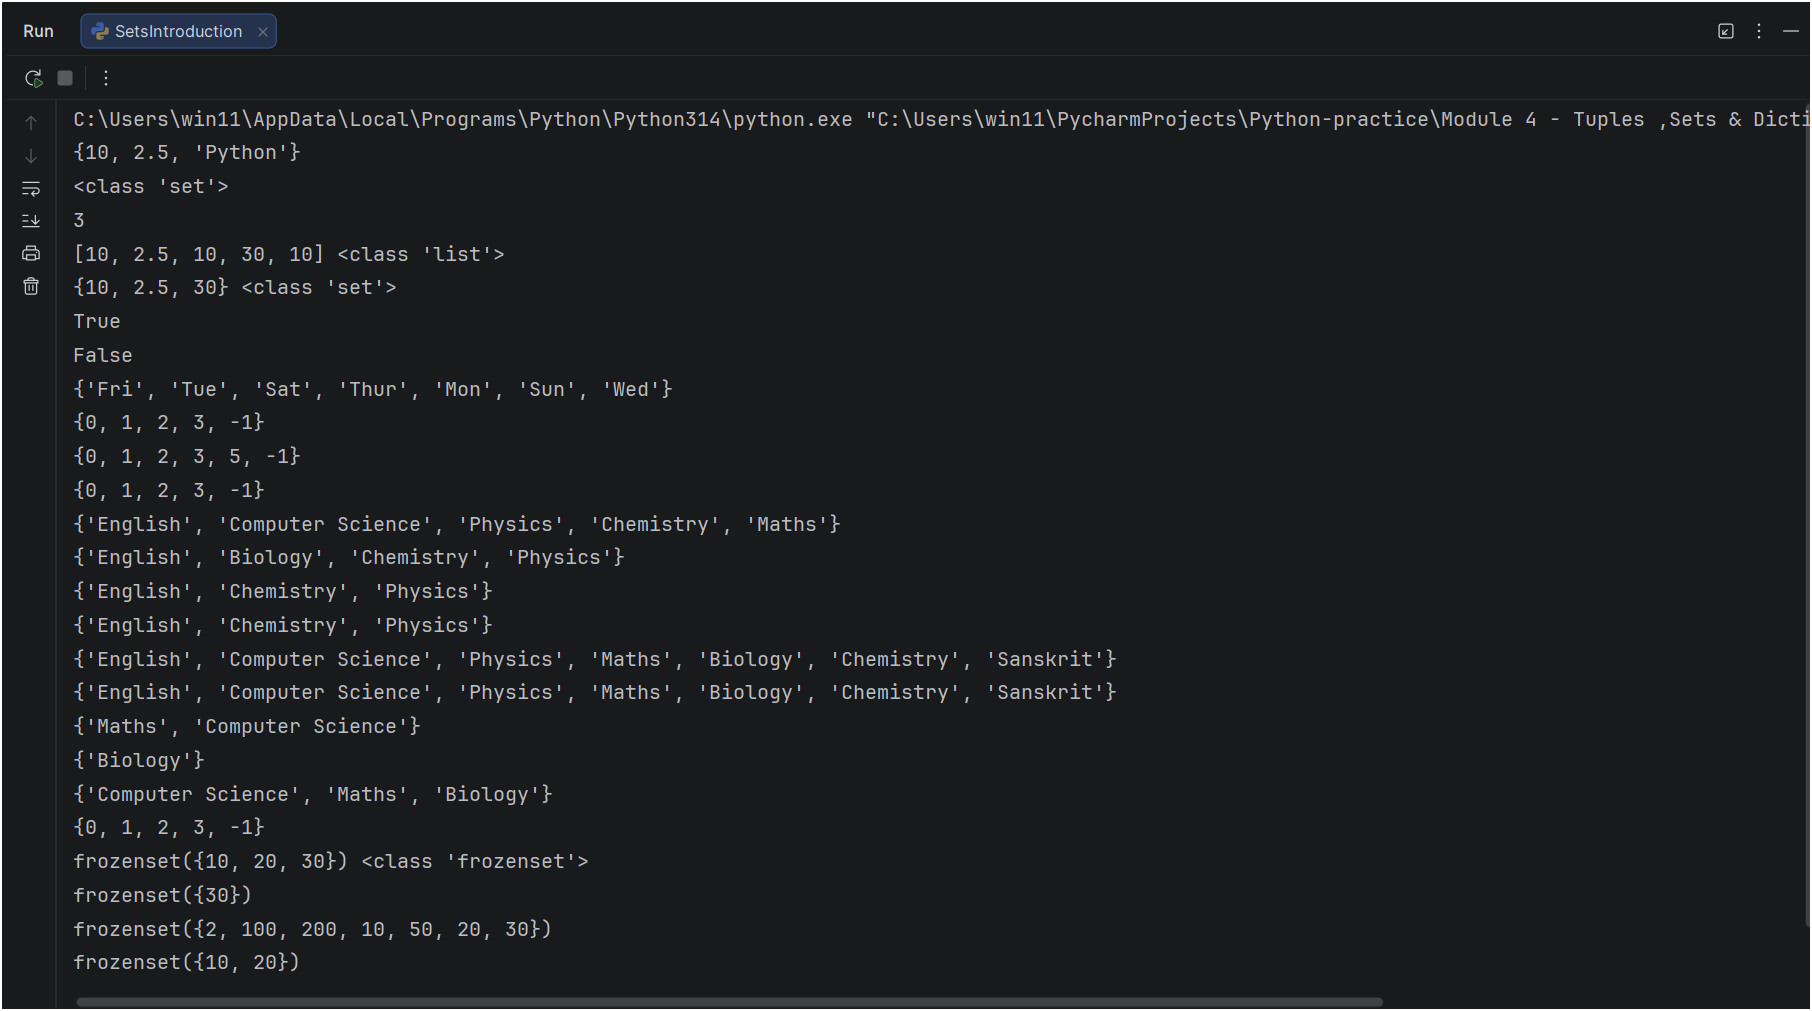 Run SetsIntroduction
C:\Users\win11\AppData\Local\Programs\Python\Python314\python.exe "C:\Users\win11\PycharmProjects\Python-practice\Module 4 - Tuples ,Sets & Dicti
{10, 2.5, 'Python'}
<class 'set'>
3
[10, 2.5, 10, 30, 10] <class 'list'>
{10, 2.5, 30} <class 'set'>
True
False
{'Fri', 'Tue', 'Sat', 'Thur', 'Mon', 'Sun', 'Wed'}
{0, 1, 2, 3, -1}
{0, 1, 2, 3, 5, -1}
{0, 1, 2, 3, -1}
{'English', 'Computer Science', 'Physics', 'Chemistry', 'Maths'}
{'English', 'Biology', 'Chemistry', 'Physics'}
{'English', 'Chemistry', 'Physics'}
{'English', 'Chemistry', 'Physics'}
{'English', 'Computer Science', 'Physics', 'Maths', 'Biology', 'Chemistry', 'Sanskrit'}
{'English', 'Computer Science', 'Physics', 'Maths', 'Biology', 'Chemistry', 'Sanskrit'}
{'Maths', 'Computer Science'}
{'Biology'}
{'Computer Science', 'Maths', 'Biology'}
{0, 1, 2, 3, -1}
frozenset({10, 20, 30}) <class 'frozenset'>
frozenset({30})
frozenset({2, 100, 200, 10, 50, 20, 30})
frozenset({10, 20})